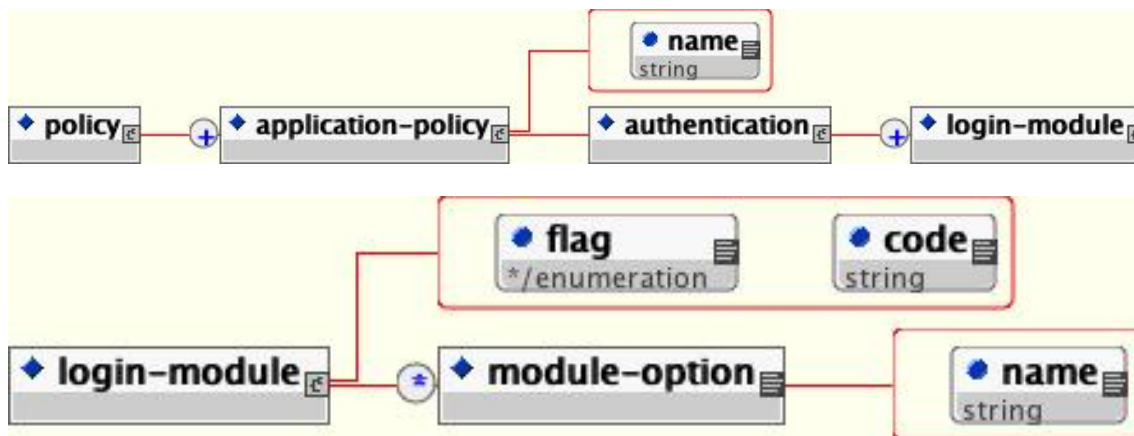 name
string
policy
+
application-policy
authentication
+
login-module
flag
*/enumeration
code
string
login-module
*
module-option
name
string